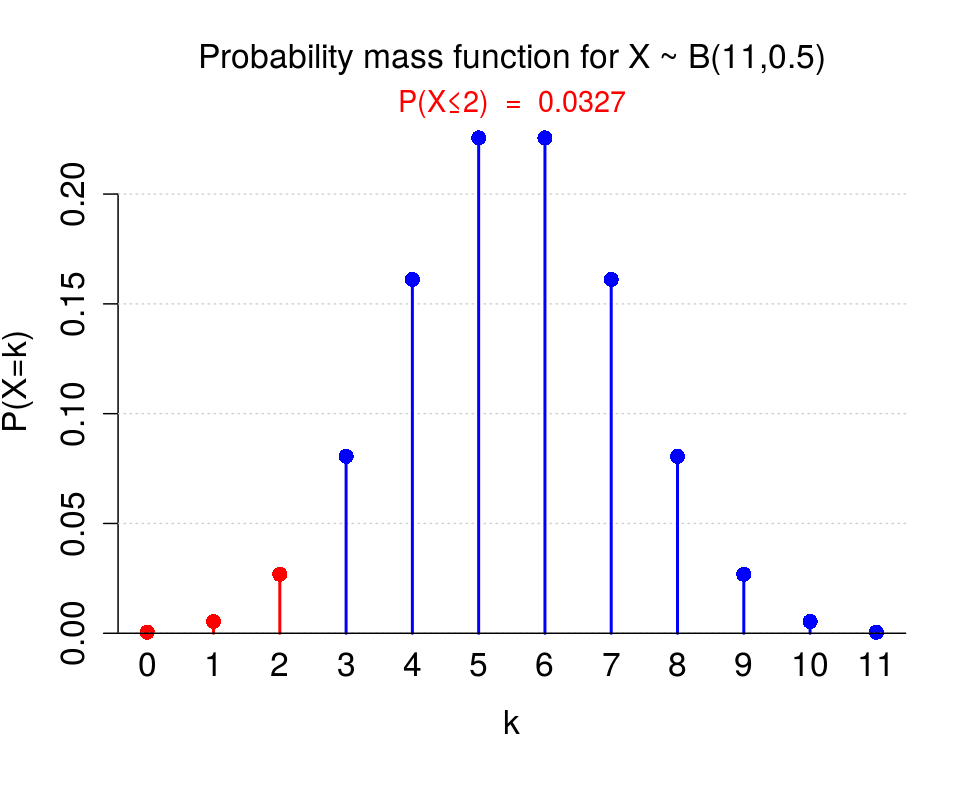 Probability mass function for X ~ B(11,0.5)
P(X≤2) = 0.0327
P(X=k)
0.20
0.15
0.10
0.05
0.00
0 1 2 3 4 5 6 7 8 9 10 11
k